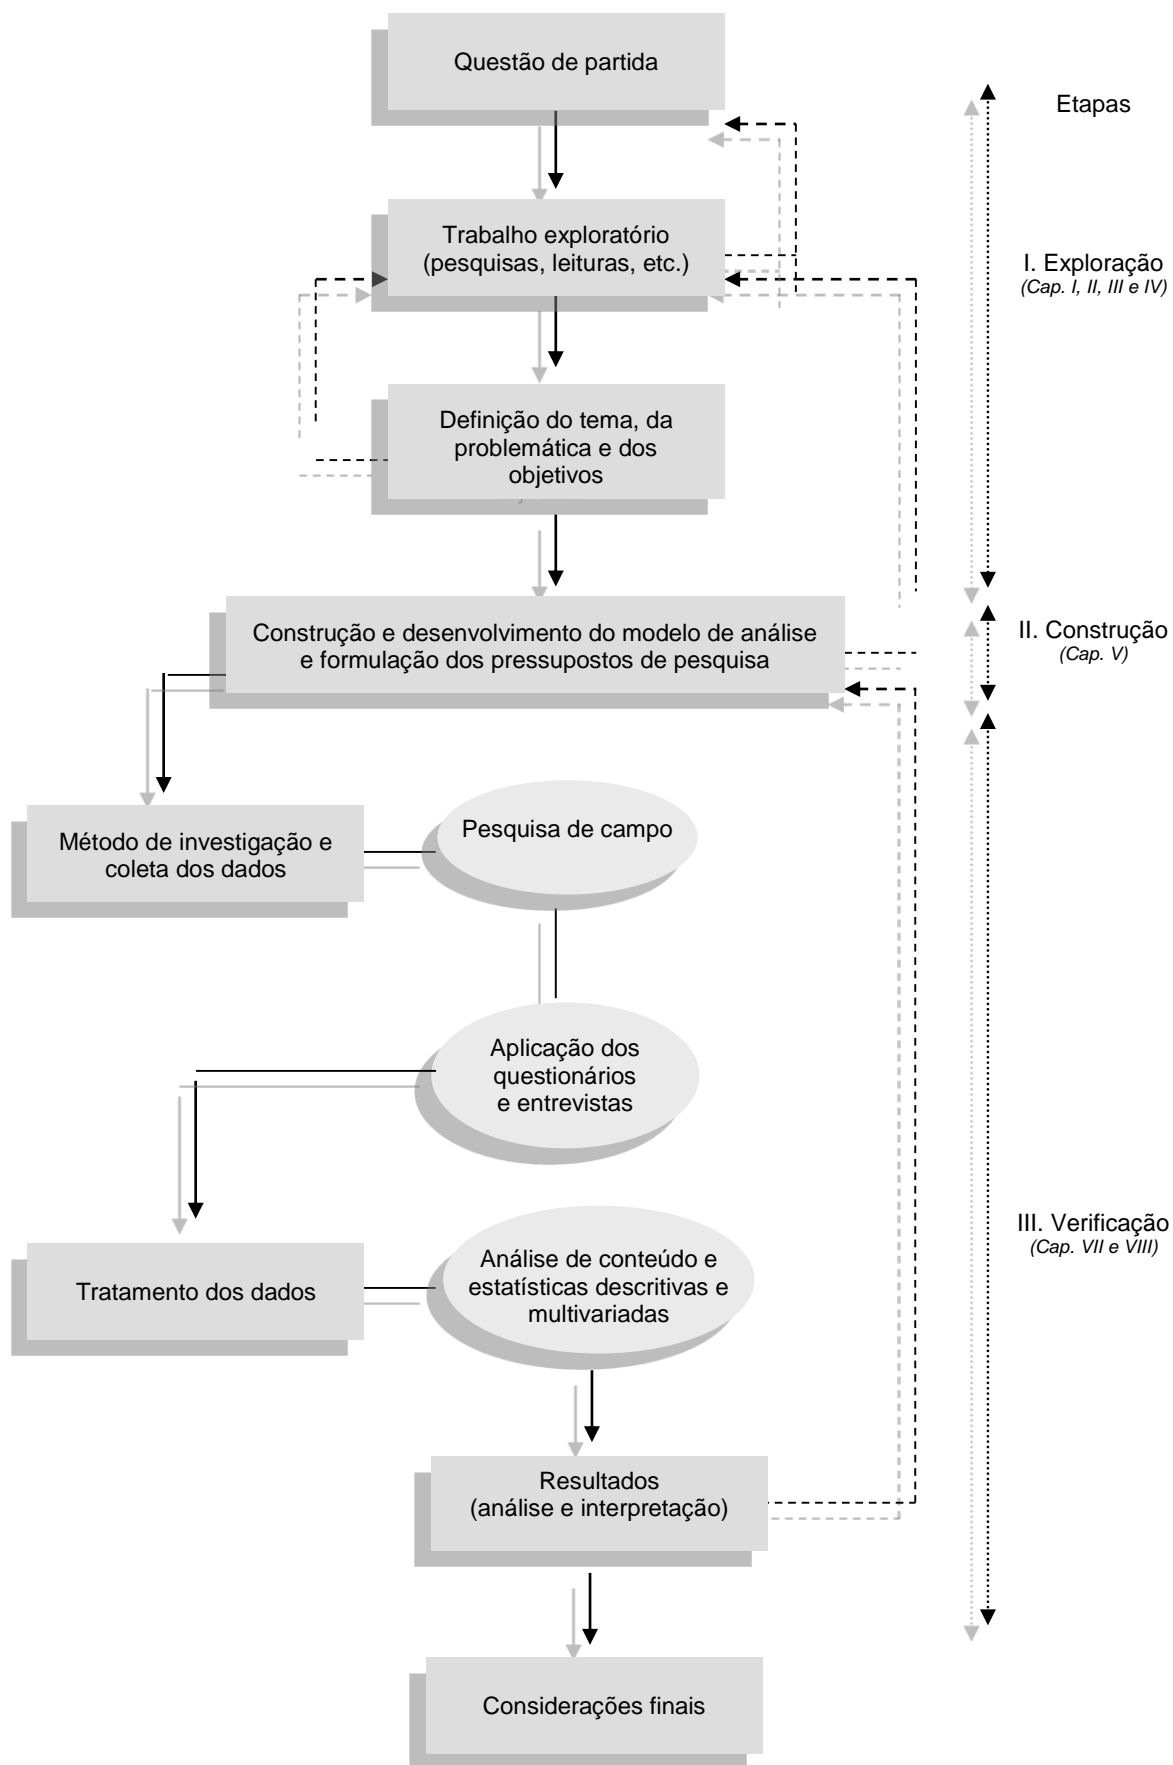 Questão de partida
Etapas
Trabalho exploratório
(pesquisas, leituras, etc.)
I. Exploração
(Cap. I, II, III e IV)
Definição do tema, da
problemática e dos
objetivos
Construção e desenvolvimento do modelo de análise
e formulação dos pressupostos de pesquisa
II. Construção
(Cap. V)
Método de investigação e
coleta dos dados
Pesquisa de campo
Aplicação dos
questionários
e entrevistas
III. Verificação
(Cap. VII e VIII)
Tratamento dos dados
Análise de conteúdo e
estatísticas descritivas e
multivariadas
Resultados
(análise e interpretação)
Considerações finais